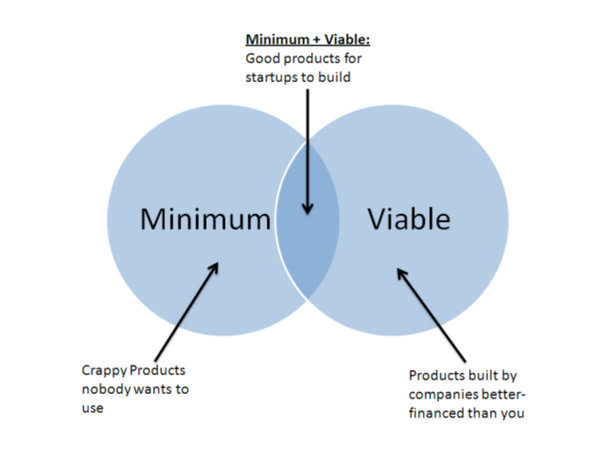 Minimum + Viable:
Good products for
startups to build
Minimum
Viable
Crappy Products
nobody wants to
use
Products built by
companies better-
financed than you